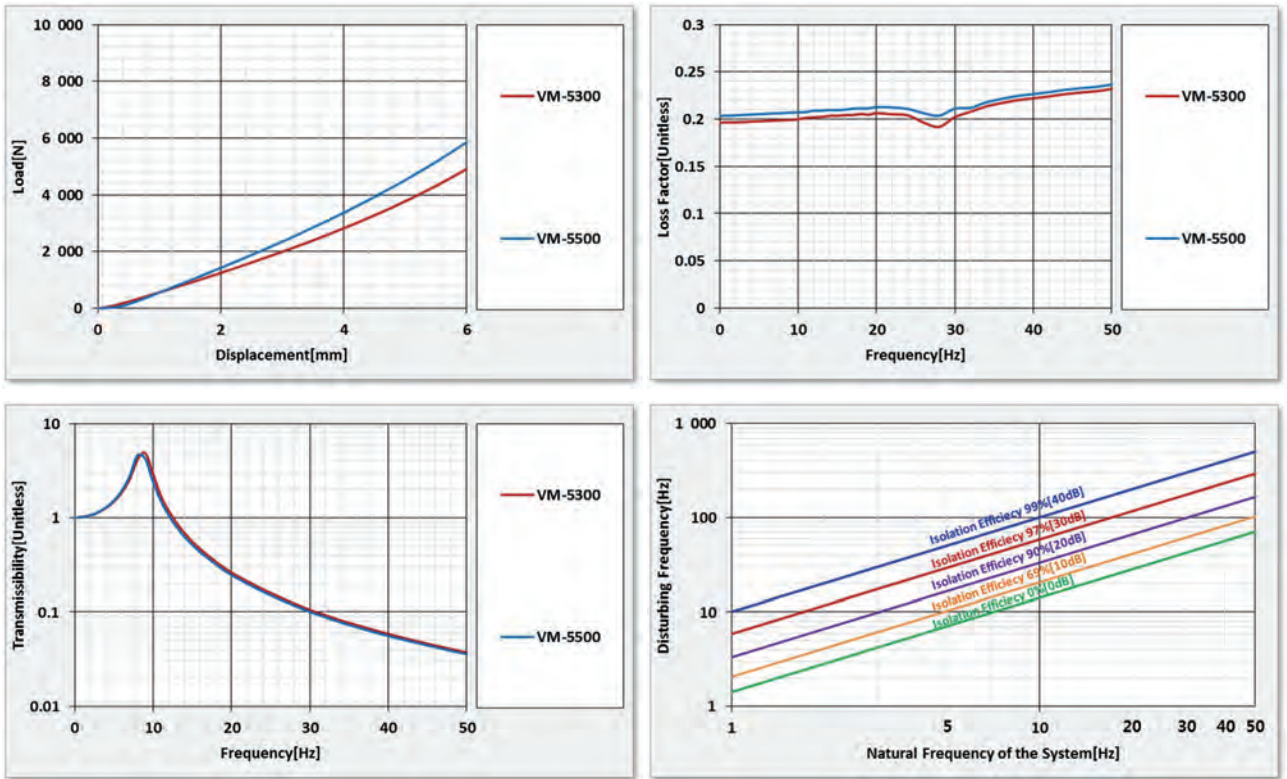 10 000
8 000
6 000
4 000
2 000
0
Load[N]
0 2 4 6
Displacement[mm]
VM-5300
VM-5500
0.3
0.25
0.2
0.15
0.1
0.05
0
Loss Factor[Unitless]
0 10 20 30 40 50
Frequency[Hz]
VM-5300
VM-5500
10
1
0.1
0.01
Transmissibility[Unitless]
0 10 20 30 40 50
Frequency[Hz]
VM-5300
VM-5500
1 000
100
10
1
Disturbing Frequency[Hz]
Isolation Efficiecy 99%[40dB]
Isolation Efficiecy 97%[30dB]
Isolation Efficiecy 90%[20dB]
Isolation Efficiecy 69%[10dB]
Isolation Efficiecy 0%[0dB]
1 5 10 20 30 40 50
Natural Frequency of the System[Hz]